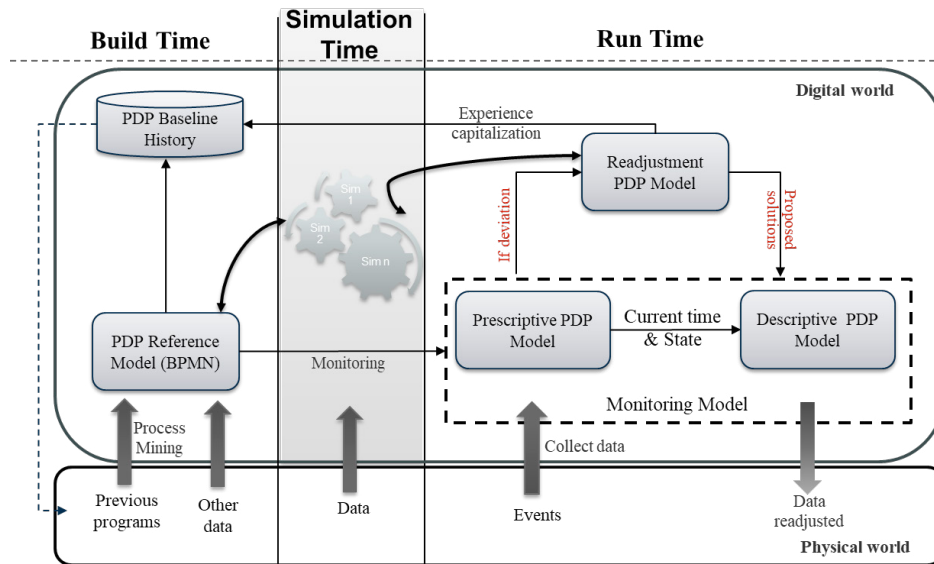 Build Time
Simulation
Time
Run Time
Digital world
PDP Baseline
History
Experience
capitalization
Readjustment
PDP Model
Sim
1
Sim
2
Sim n
If deviation
Proposed
solutions
PDP Reference
Model (BPMN)
Monitoring
Prescriptive PDP
Model
Current time
& State
Descriptive PDP
Model
Monitoring Model
Process
Mining
Collect data
Previous
programs
Other
data
Data
Events
Data
readjusted
Physical world